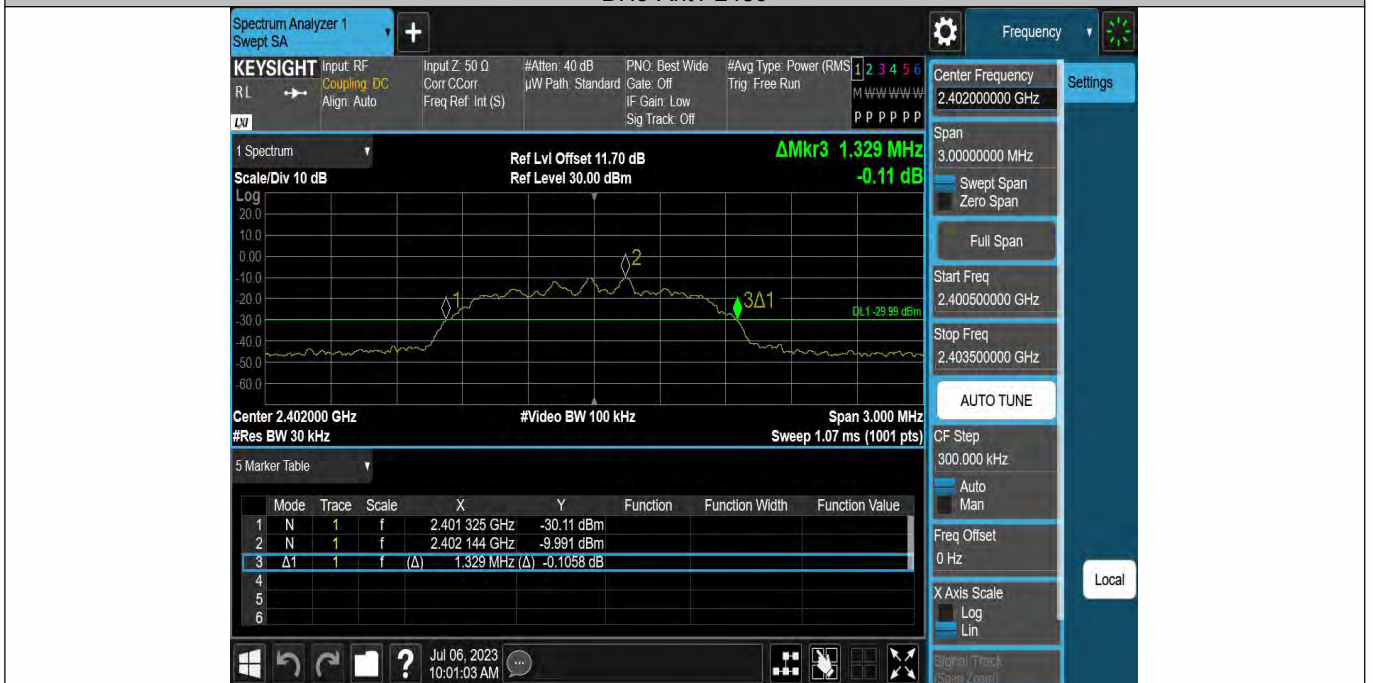 Spectrum Analyzer 1
Swept SA
Frequency
KEYSIGHT
RL
LXI
Input: RF
Coupling: DC
Align: Auto
Input Z: 50 Ω
Corr CCorr
Freq Ref: Int (S)
#Atten: 40 dB
µW Path: Standard
PNO: Best Wide
Gate: Off
IF Gain: Low
Sig Track: Off
#Avg Type: Power (RMS
Trig: Free Run
1 2 3 4 5 6
M W W W W W
P P P P P P
Center Frequency
2.402000000 GHz
Settings
Span
3.00000000 MHz
Swept Span
Zero Span
Full Span
Start Freq
2.400500000 GHz
Stop Freq
2.403500000 GHz
AUTO TUNE
CF Step
300.000 kHz
Auto
Man
Freq Offset
0 Hz
X Axis Scale
Log
Lin
Signal Track
(Span Zoom)
Local
1 Spectrum
Scale/Div 10 dB
Ref Lvl Offset 11.70 dB
Ref Level 30.00 dBm
ΔMkr3 1.329 MHz
-0.11 dB
Log
20.0
10.0
0.00
-10.0
-20.0
-30.0
-40.0
-50.0
-60.0
1
2
3Δ1
DL1 -29.99 dBm
Center 2.402000 GHz
#Video BW 100 kHz
Span 3.000 MHz
#Res BW 30 kHz
Sweep 1.07 ms (1001 pts)
5 Marker Table
Mode Trace Scale X Y Function Function Width Function Value
1 N 1 f 2.401 325 GHz -30.11 dBm
2 N 1 f 2.402 144 GHz -9.991 dBm
3 Δ1 1 f (Δ) 1.329 MHz (Δ) -0.1058 dB
4
5
6
Jul 06, 2023
10:01:03 AM